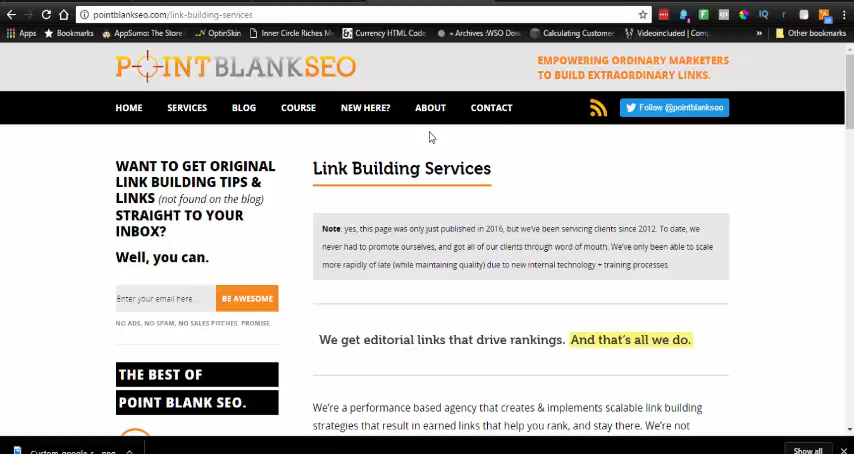 pointblankseo.com/link-building-services
IQ
Apps
Bookmarks
AppSumo: The Store
OptinSkin
Inner Circle Riches M
Currency HTML Code
Archives :WSO Dow
Calculating Customer
Videoincluded | Com
»
Other bookmarks
POINT BLANK SEO
EMPOWERING ORDINARY MARKETERS
TO BUILD EXTRAORDINARY LINKS.
HOME SERVICES BLOG COURSE NEW HERE? ABOUT CONTACT
Follow @pointblankseo
WANT TO GET ORIGINAL
LINK BUILDING TIPS &
LINKS (not found on the blog)
STRAIGHT TO YOUR
INBOX?
Well, you can.
Enter your email here...
BE AWESOME
NO ADS, NO SPAM, NO SALES PITCHES. PROMISE.
THE BEST OF
POINT BLANK SEO.
Link Building Services
Note: yes, this page was only just published in 2016, but we've been servicing clients since 2012. To date, we
never had to promote ourselves, and got all of our clients through word of mouth. We've only been able to scale
more rapidly of late (while maintaining quality) due to new internal technology + training processes.
We get editorial links that drive rankings. And that's all we do.
We're a performance based agency that creates & implements scalable link building
strategies that result in earned links that help you rank, and stay there. We're not
Custom google s....png
Show all